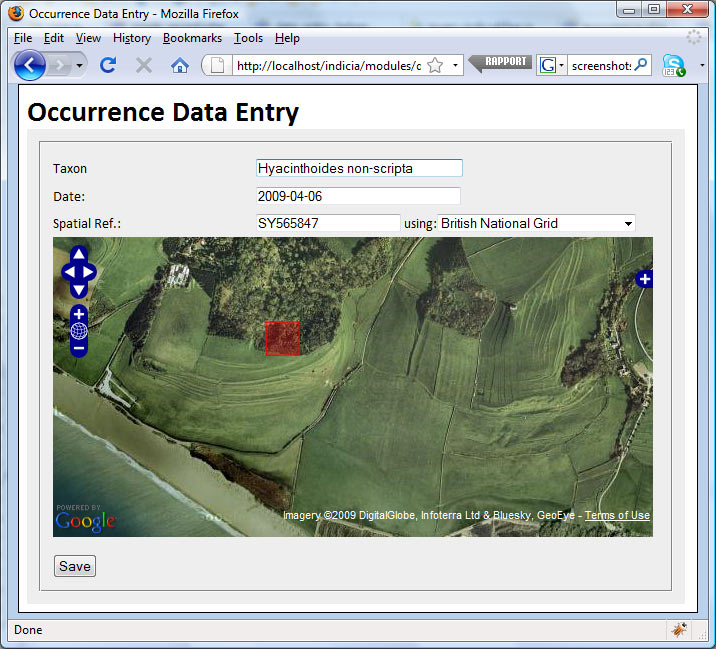 Occurrence Data Entry - Mozilla Firefox
File Edit View History Bookmarks Tools Help
http://localhost/indicia/modules/c RAPPORT G screenshots
Occurrence Data Entry
Taxon Hyacinthoides non-scripta
Date: 2009-04-06
Spatial Ref.: SY565847 using: British National Grid
POWERED BY
Google
Imagery ©2009 DigitalGlobe, Infoterra Ltd & Bluesky, GeoEye - Terms of Use
Save
Done